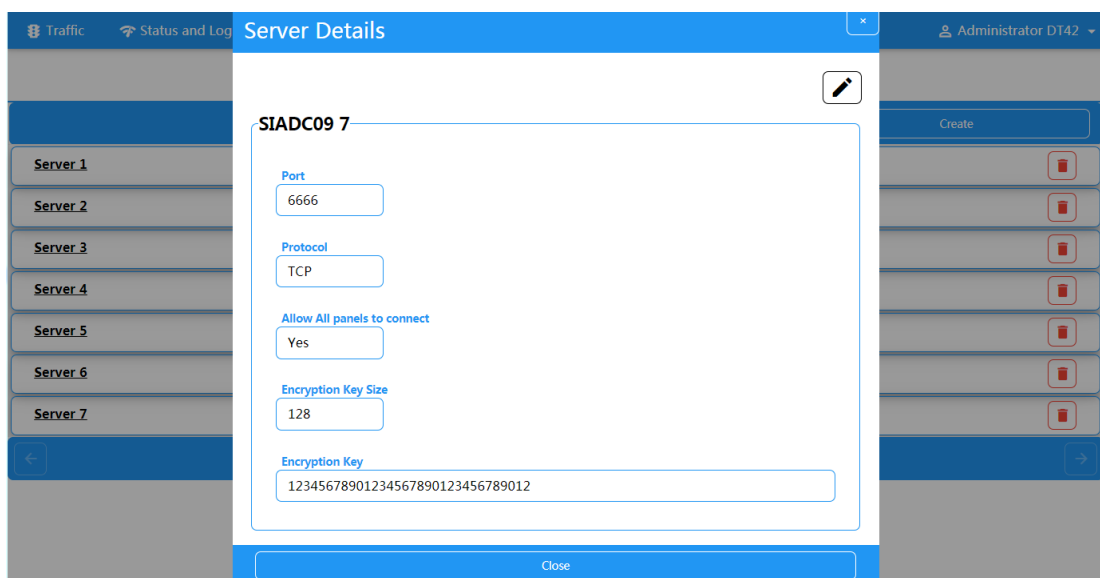 Traffic
Status and Log
Server Details
×
Administrator DT42
Create
SIADC09 7
Port
6666
Protocol
TCP
Allow All panels to connect
Yes
Encryption Key Size
128
Encryption Key
12345678901234567890123456789012
Server 1
Server 2
Server 3
Server 4
Server 5
Server 6
Server 7
Close